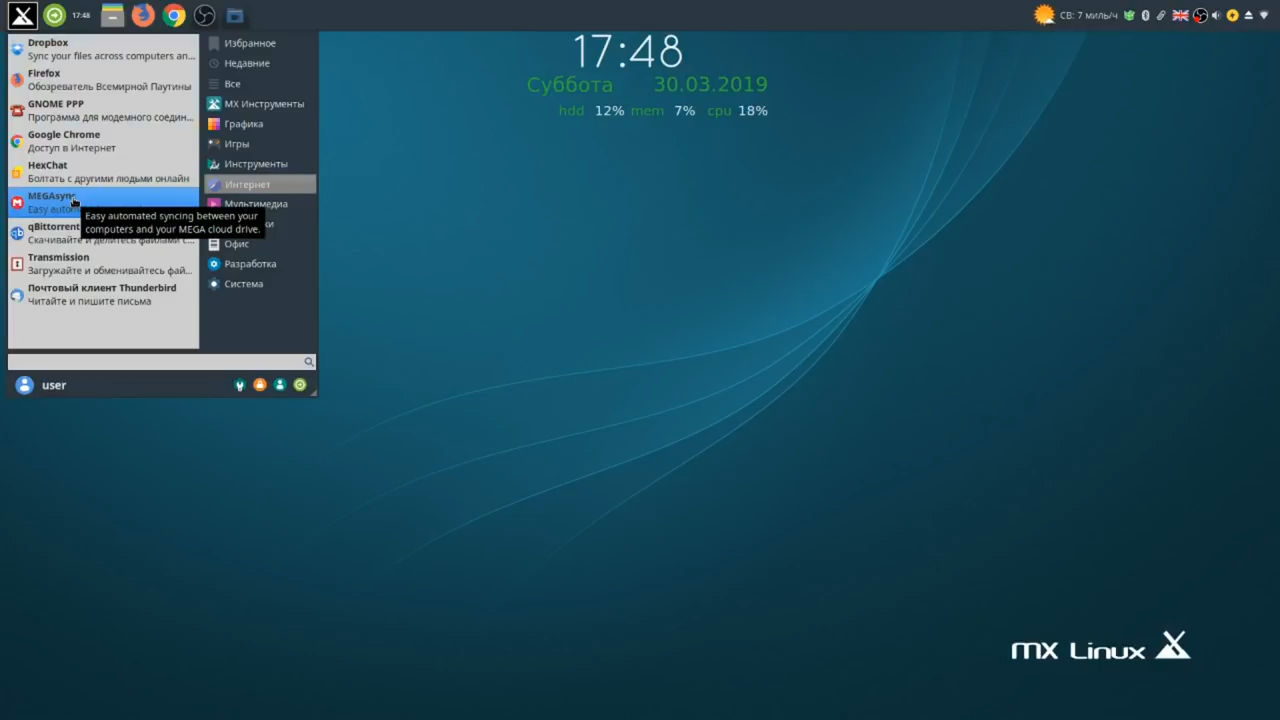 17:48
СВ: 7 миль/ч
Dropbox
Sync your files across computers an...
Firefox
Обозреватель Всемирной Паутины
GNOME PPP
Программа для модемного соедин...
Google Chrome
Доступ в Интернет
HexChat
Болтать с другими людьми онлайн
MEGAsync
Easy autom
Easy automated syncing between your
computers and your MEGA cloud drive.
qBittorrent
Скачивайте и делитесь файлами с...
Transmission
Загружайте и обменивайтесь фай...
Почтовый клиент Thunderbird
Читайте и пишите письма
Избранное
Недавние
Все
MX Инструменты
Графика
Игры
Инструменты
Интернет
Мультимедиа
Офис
Разработка
Система
user
17:48
Суббота 30.03.2019
hdd 12% mem 7% cpu 18%
MX Linux